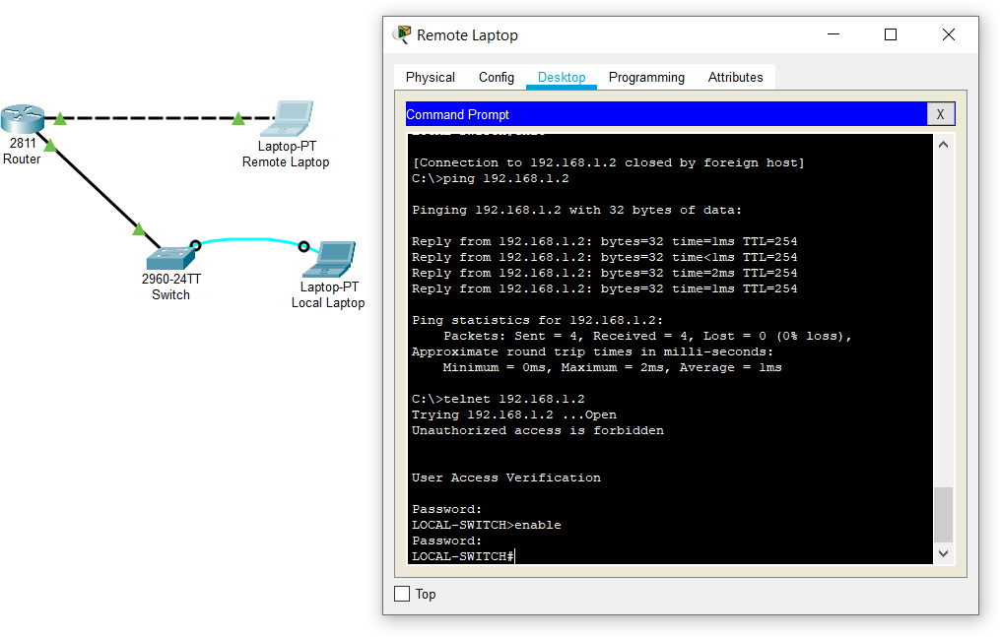 Remote Laptop
Physical Config Desktop Programming Attributes
Command Prompt X
[Connection to 192.168.1.2 closed by foreign host]
C:\>ping 192.168.1.2
Pinging 192.168.1.2 with 32 bytes of data:
Reply from 192.168.1.2: bytes=32 time=1ms TTL=254
Reply from 192.168.1.2: bytes=32 time<1ms TTL=254
Reply from 192.168.1.2: bytes=32 time=2ms TTL=254
Reply from 192.168.1.2: bytes=32 time=1ms TTL=254
Ping statistics for 192.168.1.2:
Packets: Sent = 4, Received = 4, Lost = 0 (0% loss),
Approximate round trip times in milli-seconds:
Minimum = 0ms, Maximum = 2ms, Average = 1ms
C:\>telnet 192.168.1.2
Trying 192.168.1.2 ...Open
Unauthorized access is forbidden
User Access Verification
Password:
LOCAL-SWITCH>enable
Password:
LOCAL-SWITCH#
Top
2811
Router
Laptop-PT
Remote Laptop
2960-24TT
Switch
Laptop-PT
Local Laptop